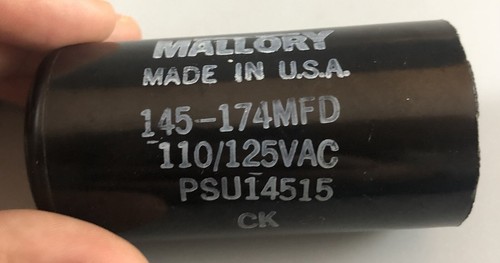 MALLORY
MADE IN U.S.A.
145-174MFD
110/125VAC
PSU14515
CK